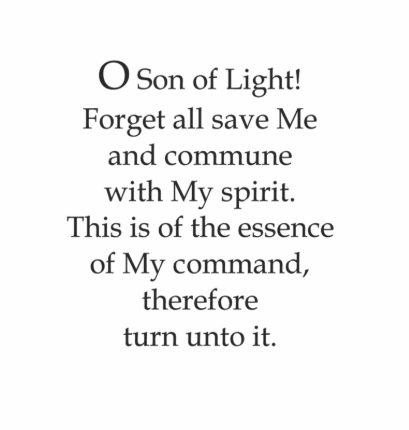 O Son of Light!
Forget all save Me
and commune
with My spirit.
This is of the essence
of My command,
therefore
turn unto it.